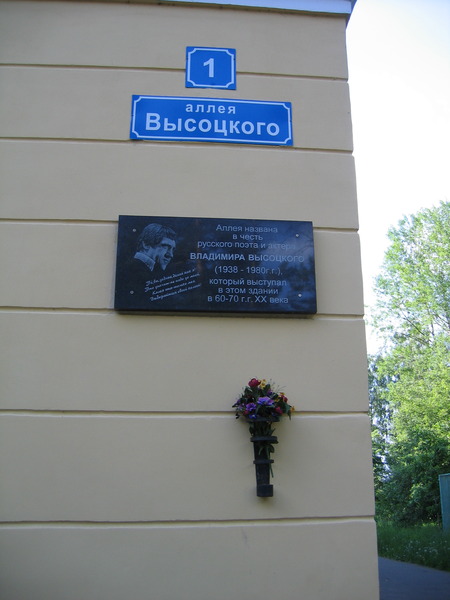 1
аллея
Высоцкого
Аллея названа
в честь
русского поэта и актера
ВЛАДИМИРА ВЫСОЦКОГО
(1938 - 1980г.г.),
который выступал
в этом здании
в 60-70 г.г. XX века